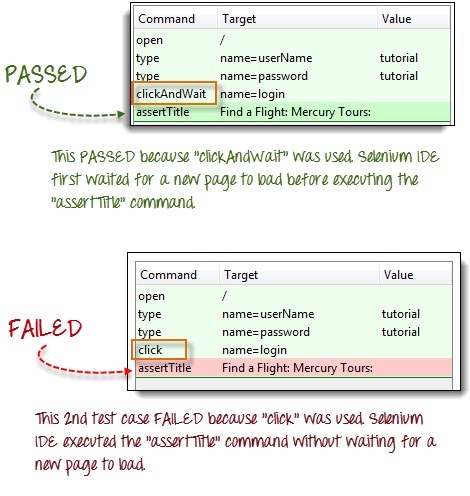 Command Target Value
open /
type name=userName tutorial
type name=password tutorial
clickAndWait name=login
assertTitle Find a Flight: Mercury Tours:
PASSED
This PASSED because "clickAndWait" was used. Selenium IDE
first waited for a new page to load before executing the
"assertTitle" command.
Command Target Value
open /
type name=userName tutorial
type name=password tutorial
click name=login
assertTitle Find a Flight: Mercury Tours:
FAILED
This 2nd test case FAILED because "click" was used. Selenium
IDE executed the "assertTitle" command without waiting for a
new page to load.